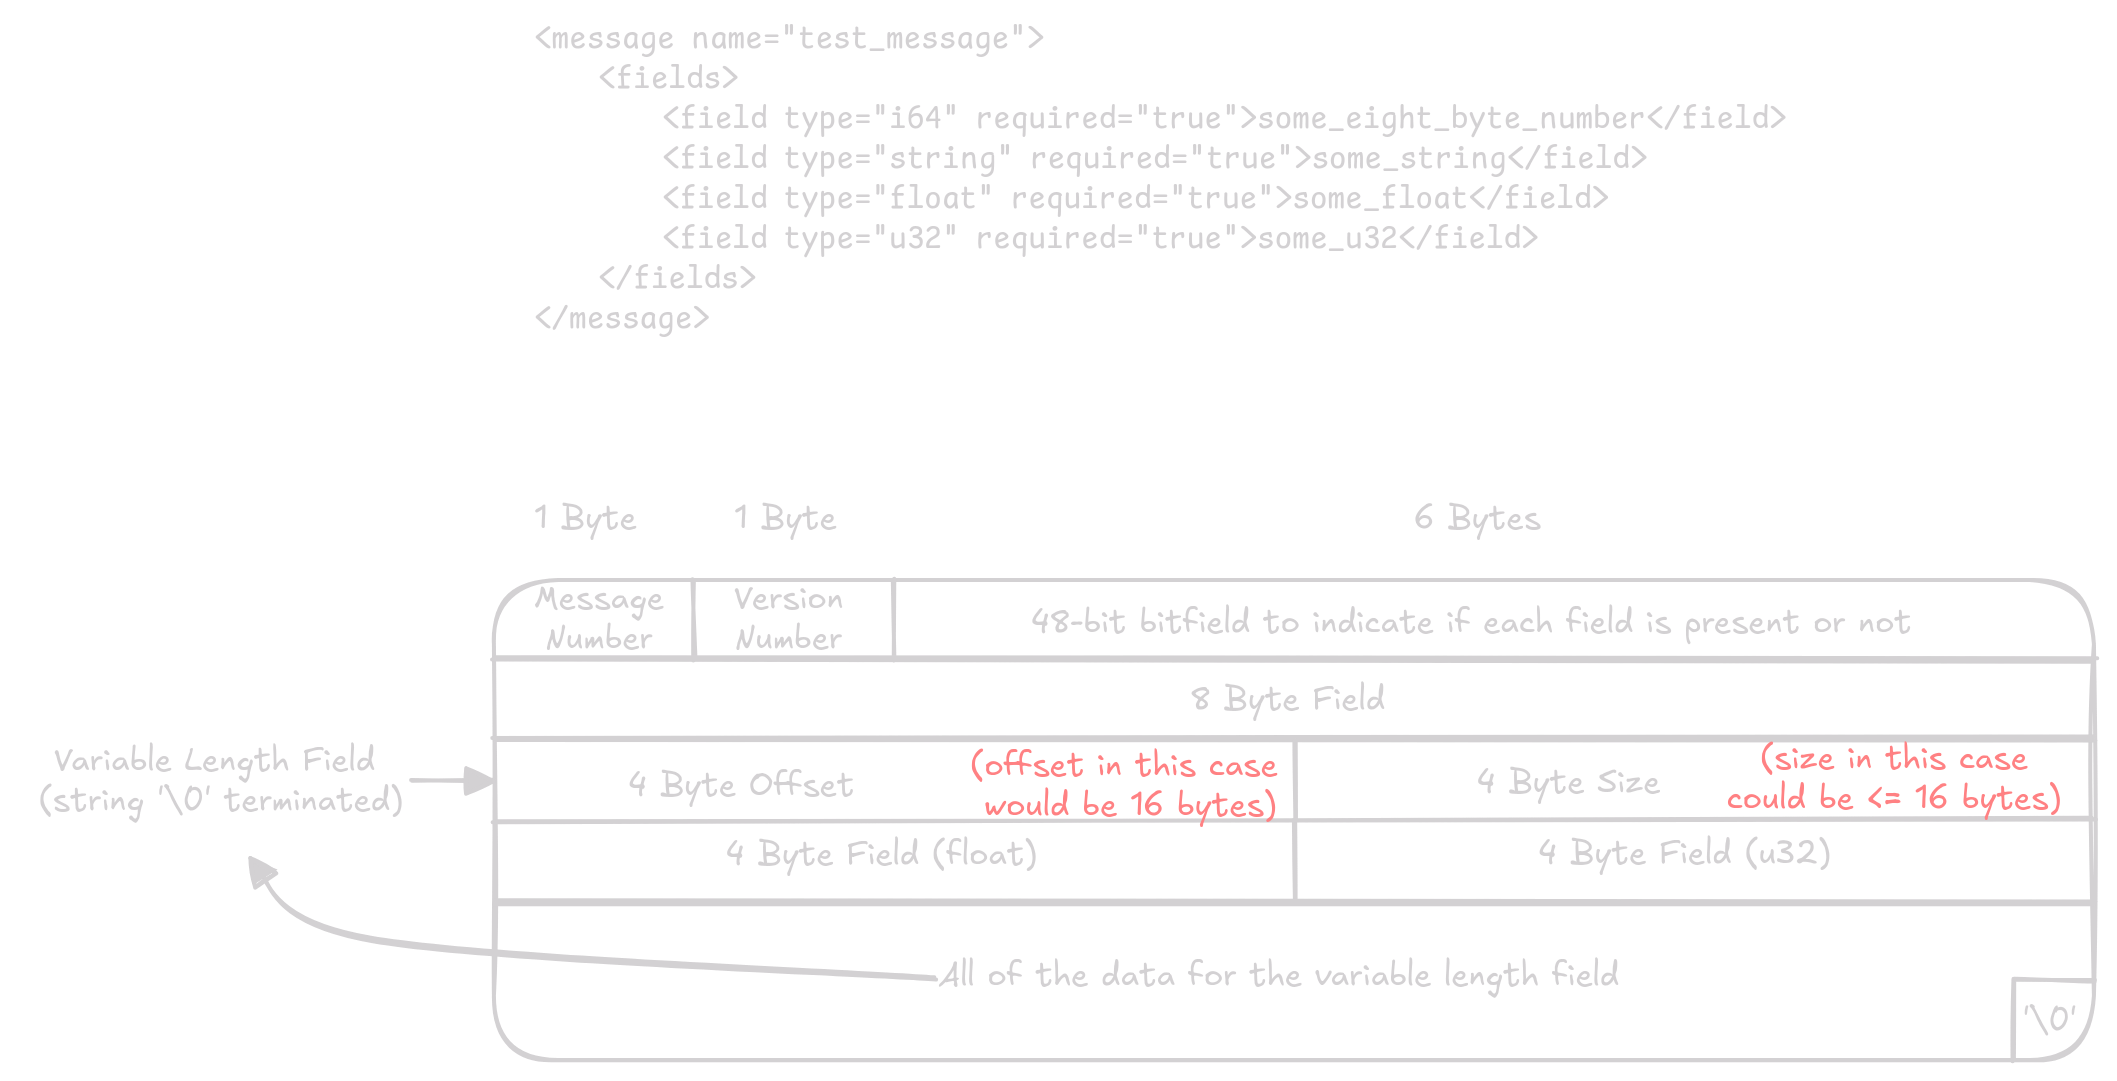 <message name="test_message">
<fields>
<field type="i64" required="true">some_eight_byte_number</field>
<field type="string" required="true">some_string</field>
<field type="float" required="true">some_float</field>
<field type="u32" required="true">some_u32</field>
</fields>
</message>
1 Byte
1 Byte
6 Bytes
Message
Number
Version
Number
48-bit bitfield to indicate if each field is present or not
8 Byte Field
Variable Length Field
(string '\0' terminated)
4 Byte Offset
(offset in this case
would be 16 bytes)
4 Byte Size
(size in this case
could be <= 16 bytes)
4 Byte Field (float)
4 Byte Field (u32)
All of the data for the variable length field
'\0'